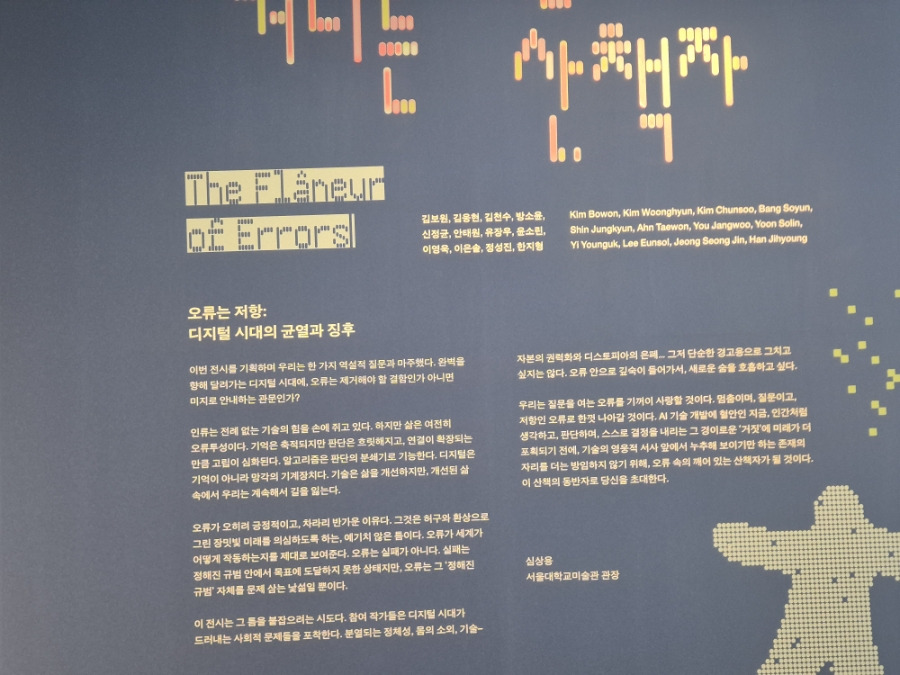 산책자
The Flâneur
of Errors
김보원, 김웅현, 김천수, 방소윤,
신정균, 안태원, 유장우, 윤소린,
이영욱, 이은솔, 정성진, 한지형
Kim Bowon, Kim Woonghyun, Kim Chunsoo, Bang Soyun,
Shin Jungkyun, Ahn Taewon, You Jangwoo, Yoon Solin,
Yi Younguk, Lee Eunsol, Jeong Seong Jin, Han Jihyoung
오류는 저항:
디지털 시대의 균열과 징후
이번 전시를 기획하며 우리는 한 가지 역설적 질문과 마주했다. 완벽을
향해 달려가는 디지털 시대에, 오류는 제거해야 할 결함인가 아니면
미지로 안내하는 관문인가?
인류는 전례 없는 기술의 힘을 손에 쥐고 있다. 하지만 삶은 여전히
오류투성이다. 기억은 축적되지만 판단은 흐릿해지고, 연결이 확장되는
만큼 고립이 심화된다. 알고리즘은 판단의 분쇄기로 기능한다. 디지털은
기억이 아니라 망각의 기계장치다. 기술은 삶을 개선하지만, 개선된 삶
속에서 우리는 계속해서 길을 잃는다.
오류가 오히려 긍정적이고, 차라리 반가운 이유다. 그것은 허구와 환상으로
그린 장밋빛 미래를 의심하도록 하는, 예기치 않은 틈이다. 오류가 세계가
어떻게 작동하는지를 제대로 보여준다. 오류는 실패가 아니다. 실패는
정해진 규범 안에서 목표에 도달하지 못한 상태지만, 오류는 그 '정해진
규범' 자체를 문제 삼는 낯섦일 뿐이다.
이 전시는 그 틈을 붙잡으려는 시도다. 참여 작가들은 디지털 시대가
드러내는 사회적 문제들을 포착한다. 분열되는 정체성, 몸의 소외, 기술–
자본의 권력화와 디스토피아의 은폐... 그저 단순한 경고음으로 그치고
싶지는 않다. 오류 안으로 깊숙이 들어가서, 새로운 숨을 호흡하고 싶다.
우리는 질문을 여는 오류를 기꺼이 사랑할 것이다. 멈춤이며, 질문이고,
저항인 오류로 한껏 나아갈 것이다. AI 기술 개발에 혈안인 지금, 인간처럼
생각하고, 판단하며, 스스로 결정을 내리는 그 경이로운 '거짓'에 미래가 더
포획되기 전에, 기술의 영웅적 서사 앞에서 누추해 보이기만 하는 존재의
자리를 더는 방임하지 않기 위해, 오류 속의 깨어 있는 산책자가 될 것이다.
이 산책의 동반자로 당신을 초대한다.
심상용
서울대학교미술관 관장